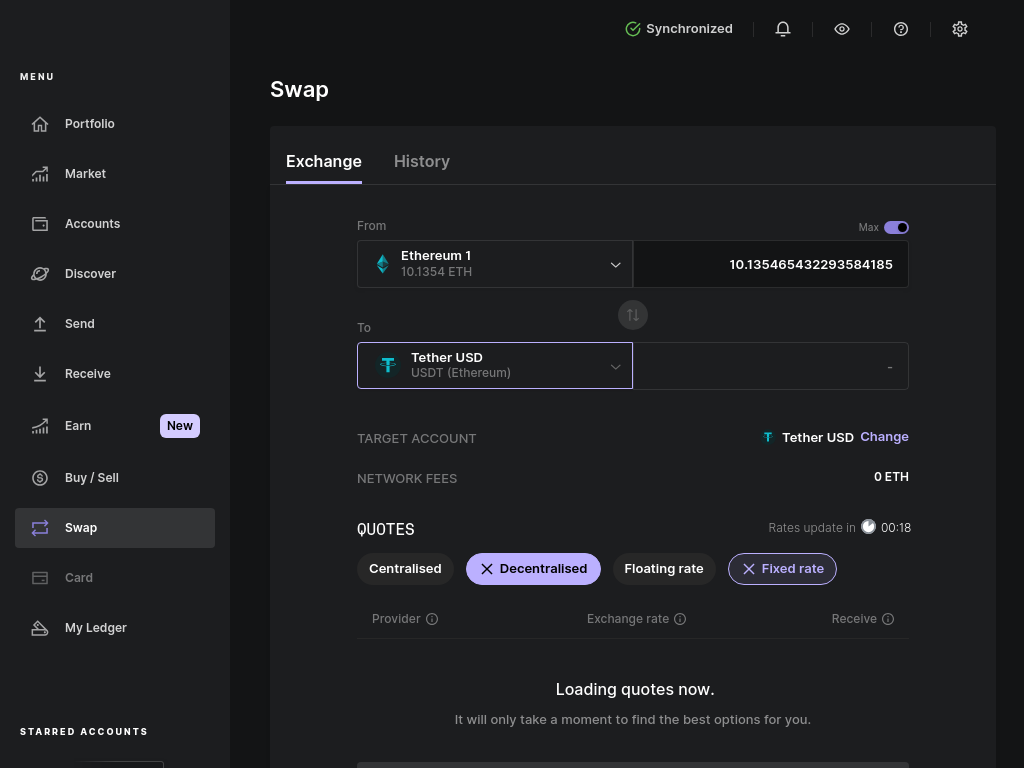 Synchronized
MENU
Portfolio
Market
Accounts
Discover
Send
Receive
Earn
New
Buy / Sell
Swap
Card
My Ledger
STARRED ACCOUNTS
Swap
Exchange
History
From
Max
Ethereum 1
10.1354 ETH
10.135465432293584185
To
Tether USD
USDT (Ethereum)
-
TARGET ACCOUNT
Tether USD Change
NETWORK FEES
0 ETH
QUOTES
Rates update in 00:18
Centralised
Decentralised
Floating rate
Fixed rate
Provider
Exchange rate
Receive
Loading quotes now.
It will only take a moment to find the best options for you.